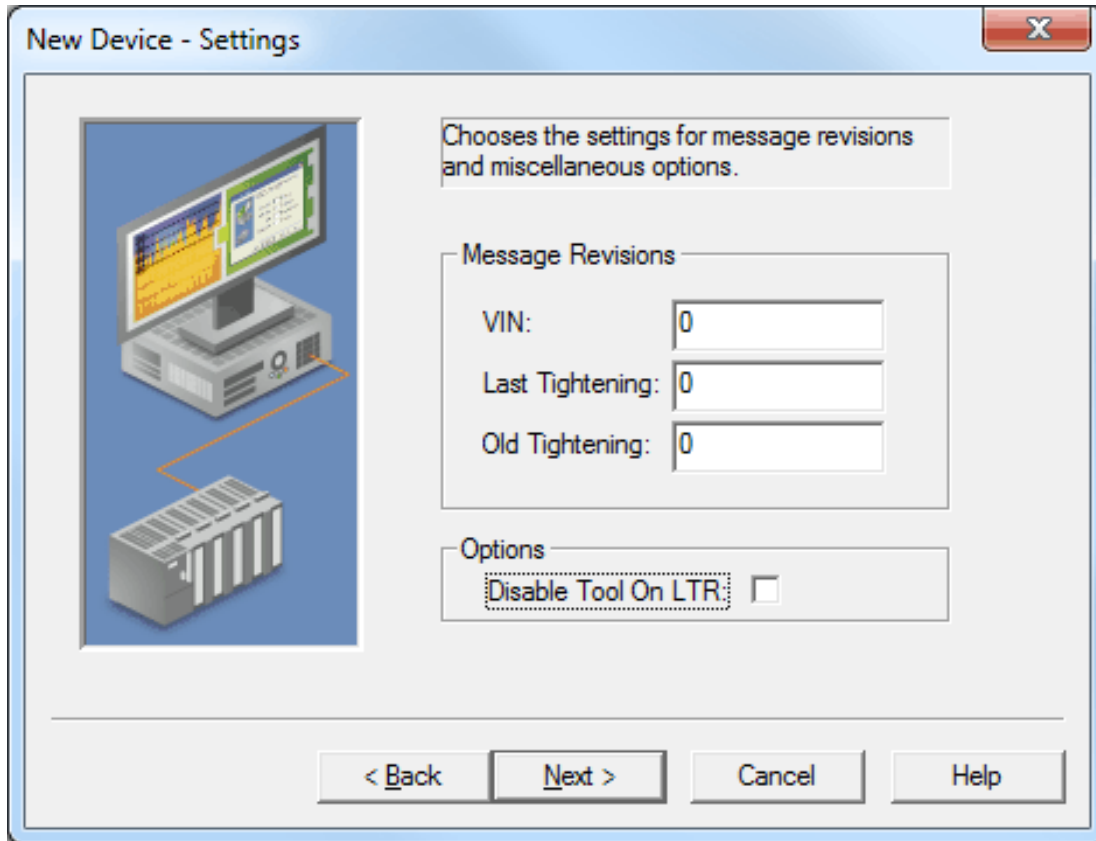 New Device - Settings
X
Chooses the settings for message revisions
and miscellaneous options.
Message Revisions
VIN: 0
Last Tightening: 0
Old Tightening: 0
Options
Disable Tool On LTR:
< Back Next > Cancel Help